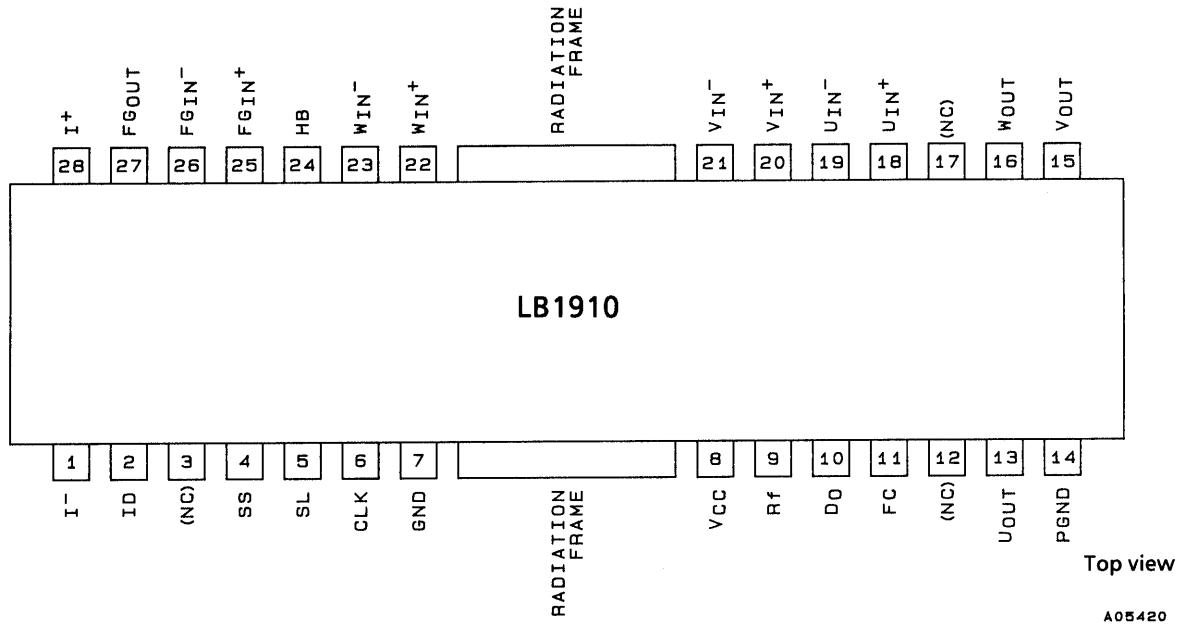 I+
FGOUT
FGIN-
FGIN+
HB
WIN-
WIN+
RADIATION
FRAME
VIN-
VIN+
UIN-
UIN+
(NC)
WOUT
VOUT
28 27 26 25 24 23 22 21 20 19 18 17 16 15
LB1910
1 2 3 4 5 6 7 8 9 10 11 12 13 14
I-
ID
(NC)
SS
SL
CLK
GND
RADIATION
FRAME
VCC
Rf
DO
FC
(NC)
UOUT
PGND
Top view
A05420